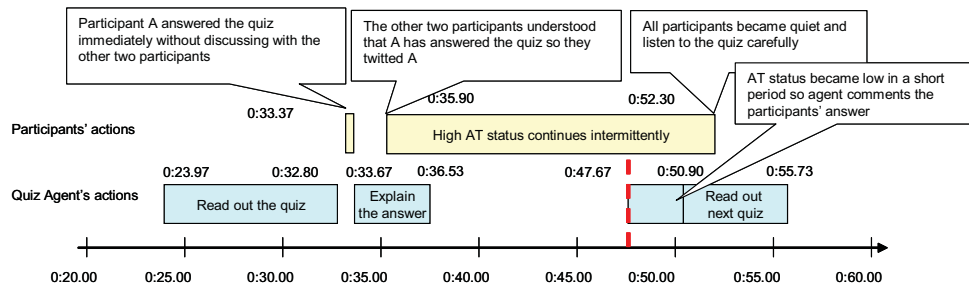 Participant A answered the quiz
immediately without discussing with the
other two participants
The other two participants understood
that A has answered the quiz so they
twitted A
All participants became quiet and
listen to the quiz carefully
AT status became low in a short
period so agent comments the
participants' answer
0:33.37
0:35.90
0:52.30
Participants' actions
High AT status continues intermittently
0:23.97
0:32.80
0:33.67
0:36.53
0:47.67
0:50.90
0:55.73
Quiz Agent's actions
Read out the quiz
Explain
the answer
Read out
next quiz
0:20.00
0:25.00
0:30.00
0:35.00
0:40.00
0:45.00
0:50.00
0:55.00
0:60.00